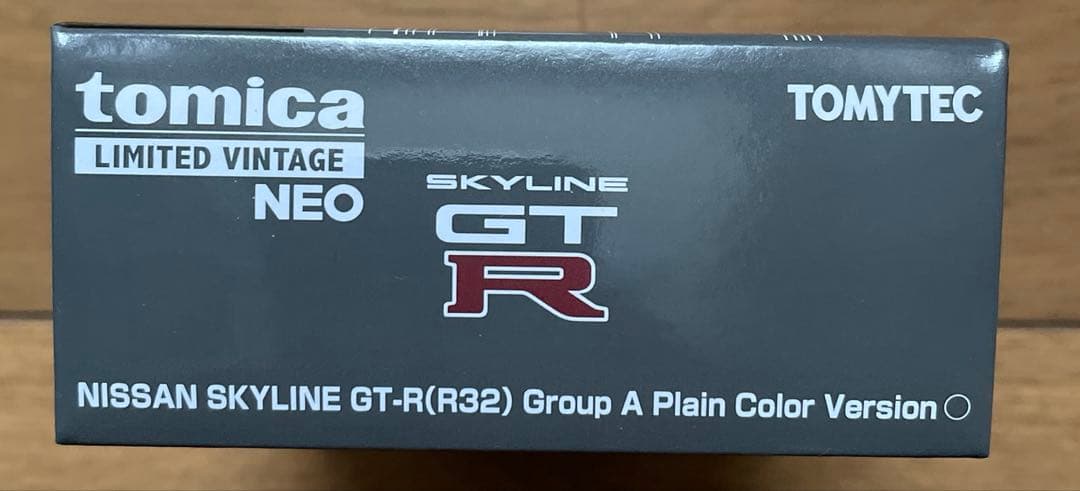 tomica
LIMITED VINTAGE
NEO
TOMYTEC
SKYLINE
GT
R
NISSAN SKYLINE GT-R(R32) Group A Plain Color Version